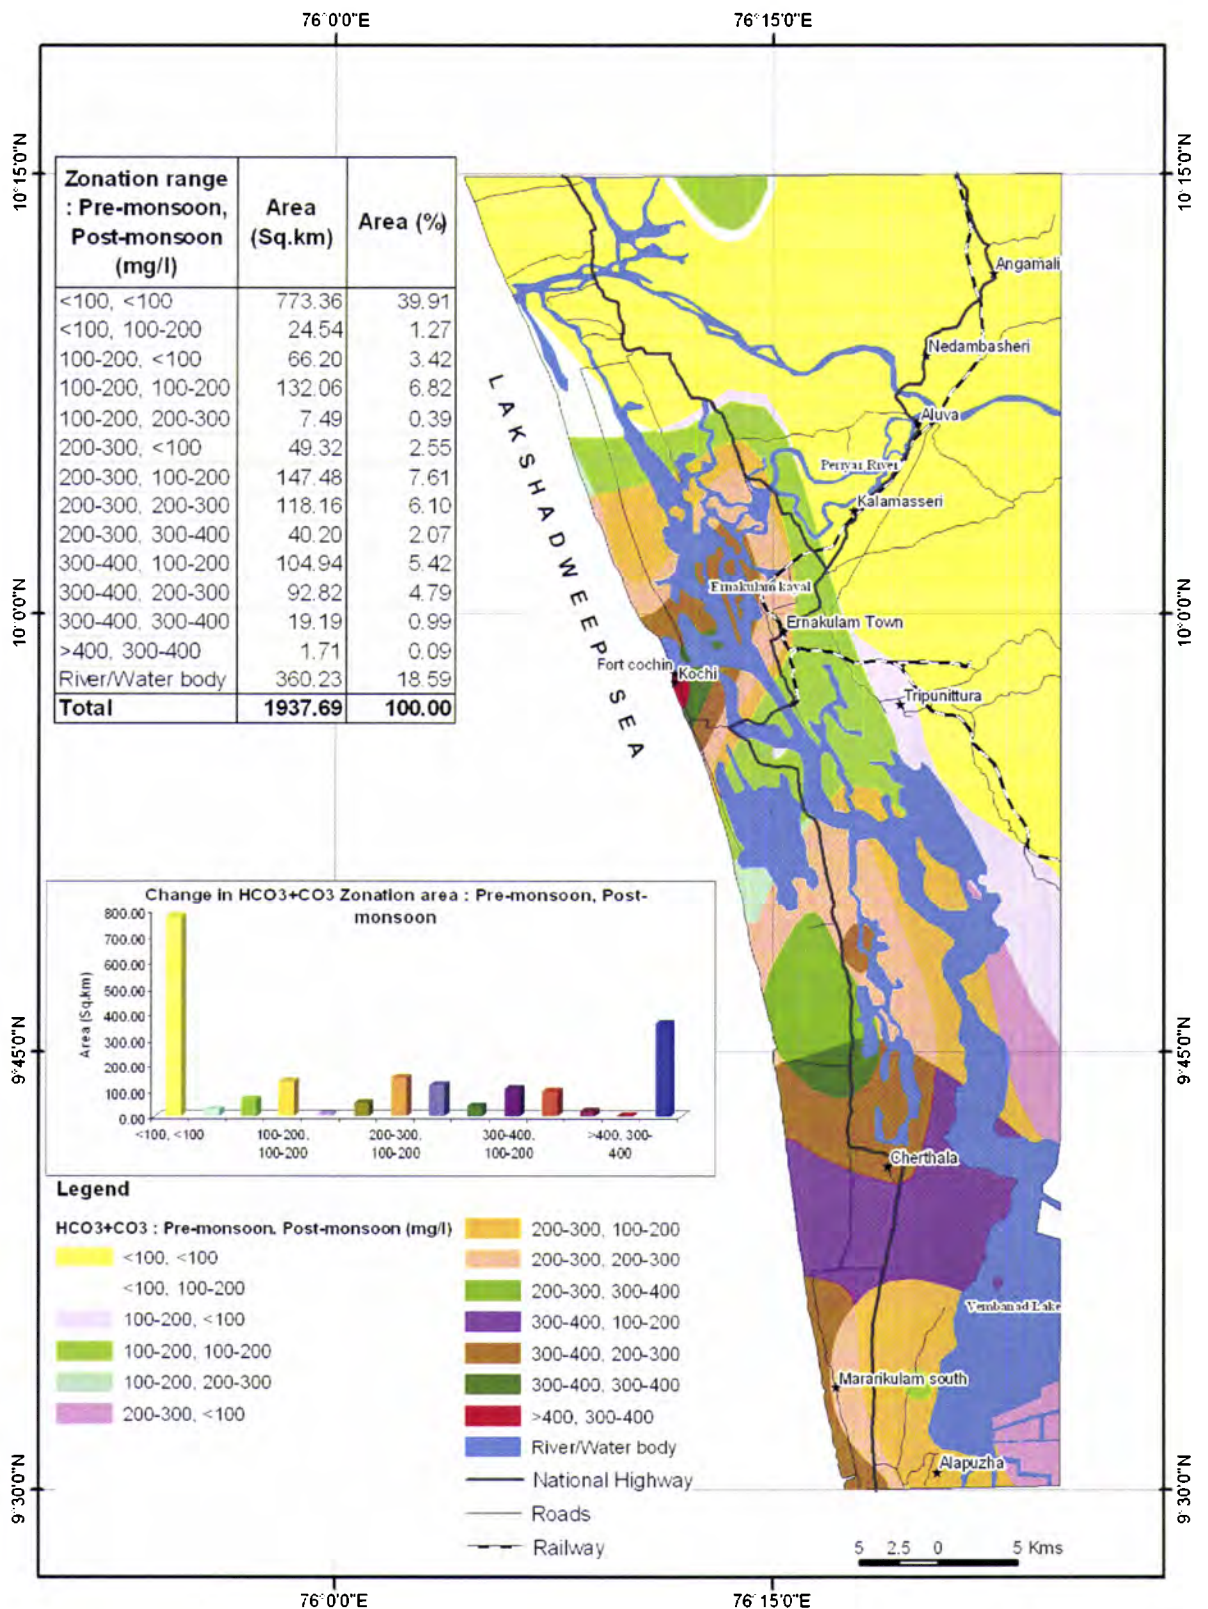 76°0'0"E 76°15'0"E
10°15'0"N 10°15'0"N
Zonation range : Pre-monsoon, Post-monsoon (mg/l) Area (Sq.km) Area (%)
<100, <100 773.36 39.91
<100, 100-200 24.54 1.27
100-200, <100 66.20 3.42
100-200, 100-200 132.06 6.82
100-200, 200-300 7.49 0.39
200-300, <100 49.32 2.55
200-300, 100-200 147.48 7.61
200-300, 200-300 118.16 6.10
200-300, 300-400 40.20 2.07
300-400, 100-200 104.94 5.42
300-400, 200-300 92.82 4.79
300-400, 300-400 19.19 0.99
>400, 300-400 1.71 0.09
River/Water body 360.23 18.59
Total 1937.69 100.00
Angamali
Nedambasheri
Aluva
Periyar River
Kalamasseri
LAKSHADWEEP SEA
Ernakulam kayal
10°0'0"N 10°0'0"N
Ernakulam Town
Fort cochin
Kochi
Tripunittura
Change in HCO3+CO3 Zonation area : Pre-monsoon, Post-
monsoon
Area (Sq.km)
800.00
700.00
600.00
500.00
400.00
300.00
200.00
100.00
0.00
<100, <100
100-200,
100-200
200-300,
100-200
300-400,
100-200
>400, 300-
400
9°45'0"N 9°45'0"N
Cherthala
Vembanad Lake
Mararikulam south
Alapuzha
Legend
HCO3+CO3 : Pre-monsoon. Post-monsoon (mg/l)
<100, <100
<100, 100-200
100-200, <100
100-200, 100-200
100-200, 200-300
200-300, <100
200-300, 100-200
200-300, 200-300
200-300, 300-400
300-400, 100-200
300-400, 200-300
300-400, 300-400
>400, 300-400
River/Water body
National Highway
Roads
Railway
9°30'0"N 9°30'0"N
5 2.5 0 5 Kms
76°0'0"E 76°15'0"E